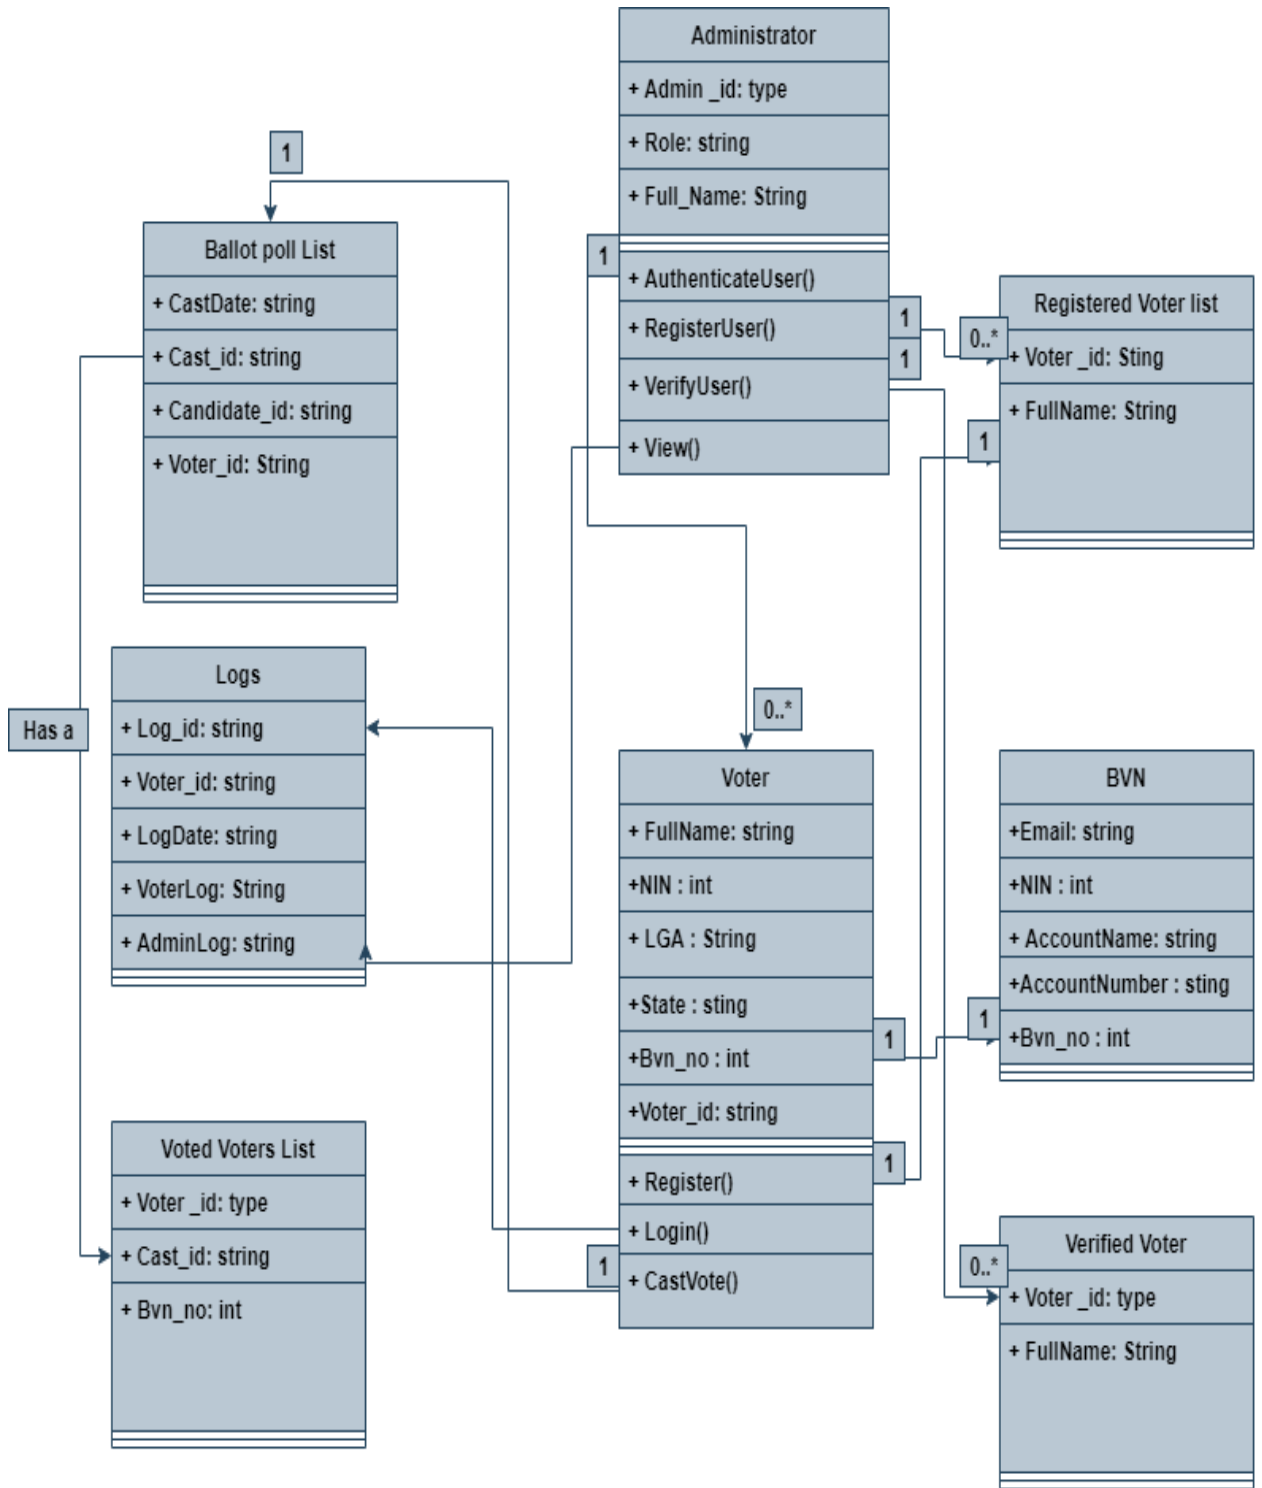 Administrator
+ Admin _id: type
+ Role: string
+ Full_Name: String
1
+ AuthenticateUser()
+ RegisterUser()
1
1
+ VerifyUser()
+ View()
1
Ballot poll List
+ CastDate: string
+ Cast_id: string
+ Candidate_id: string
+ Voter_id: String
Registered Voter list
0..*
+ Voter _id: Sting
+ FullName: String
1
Logs
+ Log_id: string
+ Voter_id: string
+ LogDate: string
+ VoterLog: String
+ AdminLog: string
Has a
0..*
Voter
+ FullName: string
+NIN : int
+ LGA : String
+State : sting
+Bvn_no : int
+Voter_id: string
1
1
+ Register()
+ Login()
1
+ CastVote()
BVN
+Email: string
+NIN : int
+ AccountName: string
+AccountNumber : sting
1
+Bvn_no : int
Voted Voters List
+ Voter _id: type
+ Cast_id: string
+ Bvn_no: int
Verified Voter
0..*
+ Voter _id: type
+ FullName: String